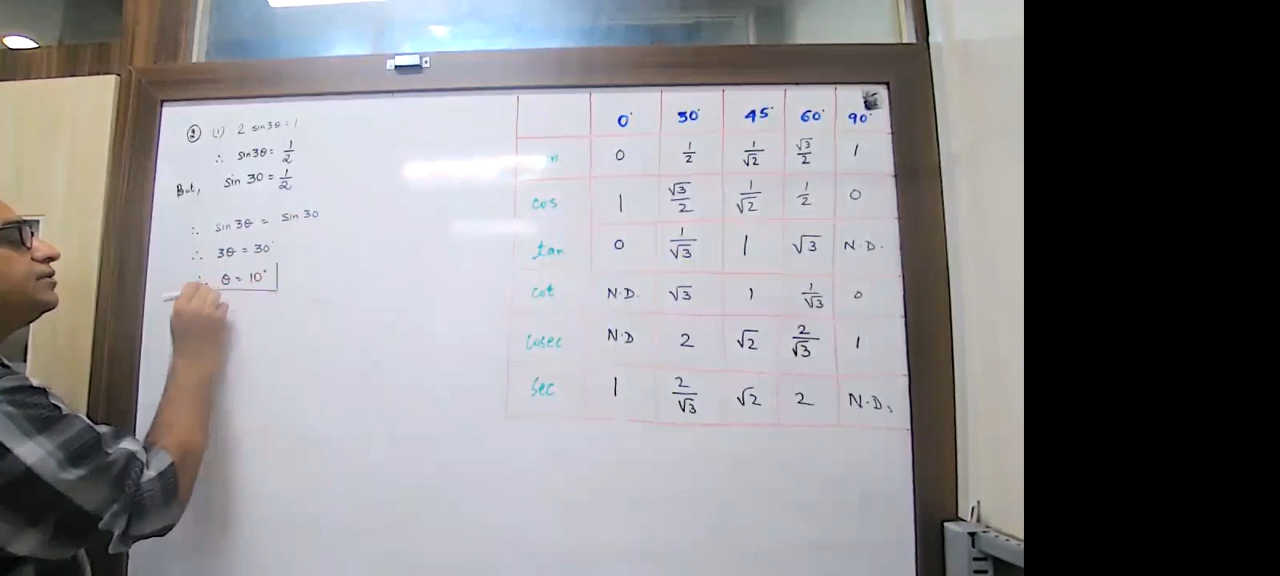 ② (1) 2 sin3θ = 1
∴ sin3θ = 1/2
But, sin 30 = 1/2
∴ sin3θ = sin 30
∴ 3θ = 30°
∴ θ = 10°
0° 30° 45° 60° 90°
0 1/2 1/√2 √3/2 1
cos 1 √3/2 1/√2 1/2 0
tan 0 1/√3 1 √3 N.D.
cot N.D. √3 1 1/√3 0
cosec N.D 2 √2 2/√3 1
sec 1 2/√3 √2 2 N.D.